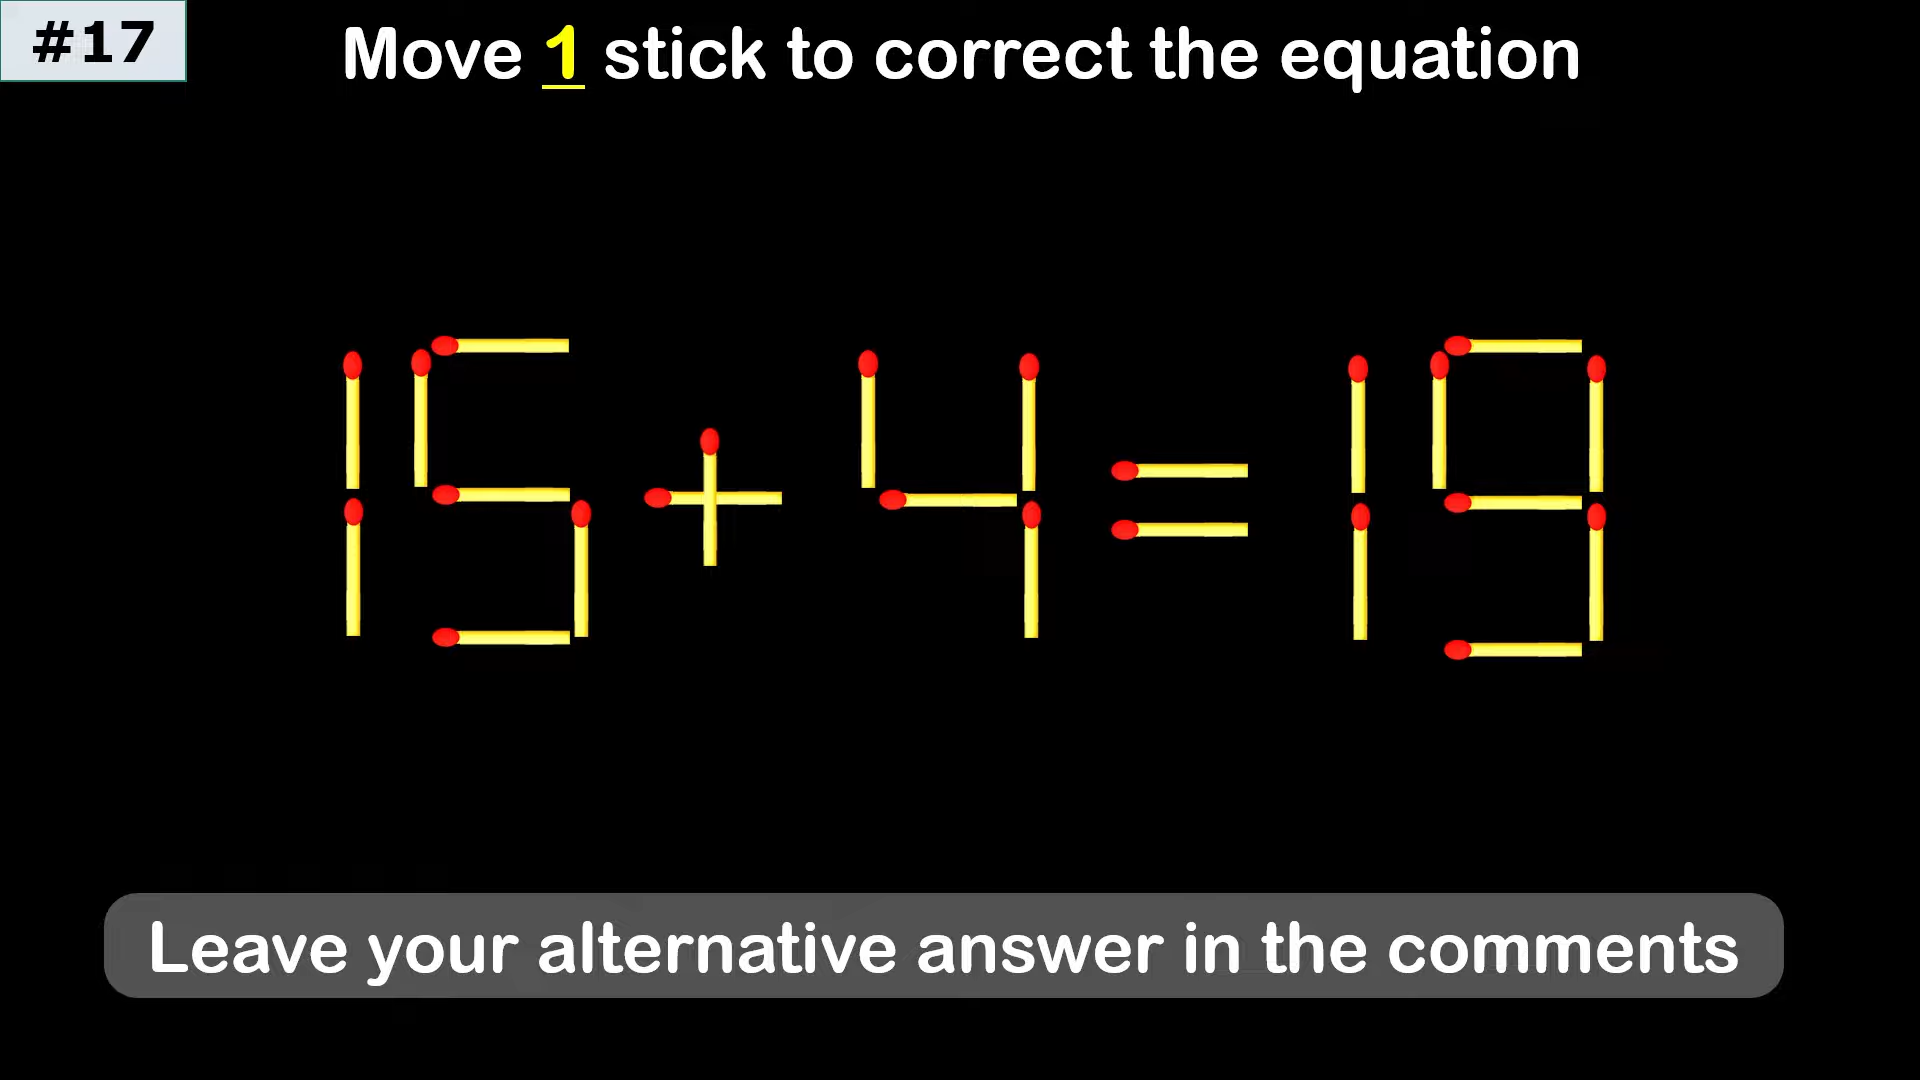 #17
Move 1 stick to correct the equation
15+4=19
Leave your alternative answer in the comments